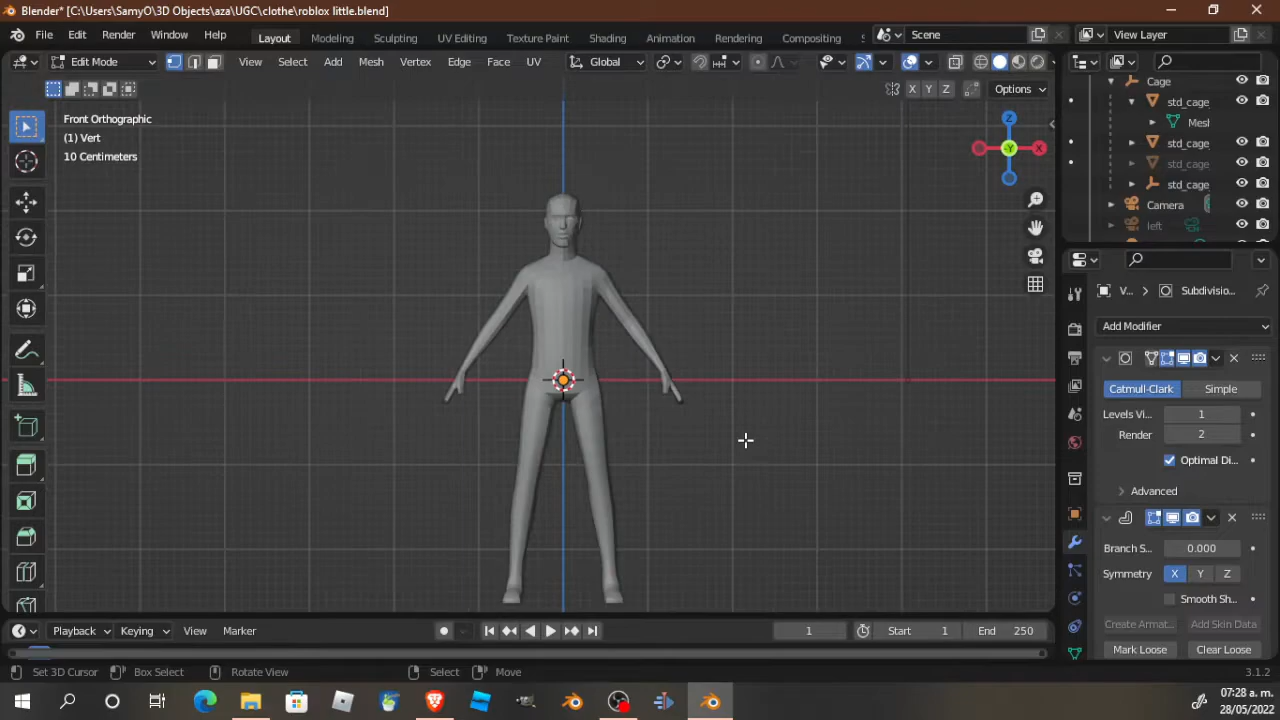 Blender* [C:\Users\SamyO\3D Objects\aza\UGC\clothe\roblox little.blend]
File Edit Render Window Help Layout Modeling Sculpting UV Editing Texture Paint Shading Animation Rendering Compositing Scene View Layer
Edit Mode View Select Add Mesh Vertex Edge Face UV Global
X Y Z Options
Front Orthographic
(1) Vert
10 Centimeters
Z
X
-Y
Cage
std_cage
Mesl
std_cage
std_cage
std_cage
Camera
left
V... Subdivisio...
Add Modifier
Catmull-Clark Simple
Levels Vi... 1
Render 2
Optimal Di...
Advanced
Branch S... 0.000
Symmetry X Y Z
Smooth Sh...
Create Armat... Add Skin Data
Mark Loose Clear Loose
Playback Keying View Marker 1 Start 1 End 250
Set 3D Cursor Box Select Rotate View Select Move 3.1.2
07:28 a. m.
28/05/2022